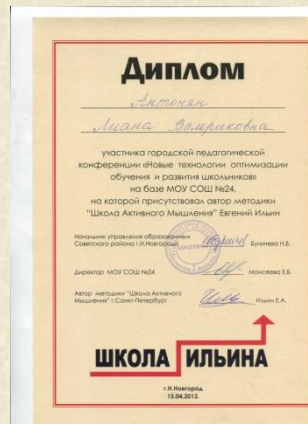 Диплом
Антонян
Лиана Валериковна
участника городской педагогической
конференции «Новые технологии оптимизации
обучения и развития школьников»
на базе МОУ СОШ №24,
на которой присутствовал автор методики
"Школа Активного Мышления" Евгений Ильин
Начальник управления образованием
Советского района г.Н.Новгорода
Буничева Н.Б.
Директор МОУ СОШ №24
Моисеева Е.Б.
Автор методики "Школа Активного
Мышления" г.Санкт-Петербург
Ильин Е.А.
ШКОЛА ИЛЬИНА
г.Н.Новгород
15.04.2013.